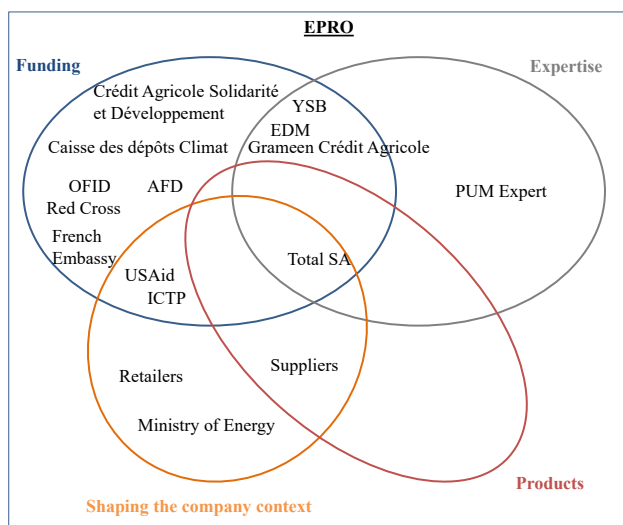 EPRO
Funding
Expertise
Crédit Agricole Solidarité
et Développement
YSB
EDM
Caisse des dépôts Climat
Grameen Crédit Agricole
OFID
AFD
PUM Expert
Red Cross
French
Embassy
Total SA
USAid
ICTP
Suppliers
Retailers
Ministry of Energy
Products
Shaping the company context